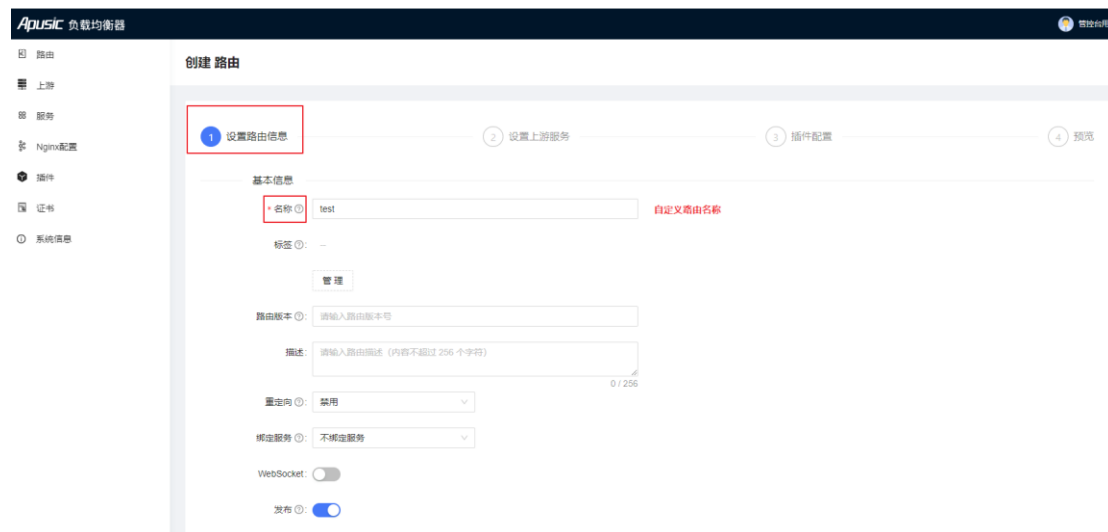 Apusic 负载均衡器
管控台用
路由
上游
服务
Nginx配置
插件
证书
系统信息
创建 路由
1 设置路由信息
2 设置上游服务
3 插件配置
4 预览
基本信息
* 名称 ? test
自定义路由名称
标签 ?: –
管 理
路由版本 ?: 请输入路由版本号
描述: 请输入路由描述（内容不超过 256 个字符）
0 / 256
重定向 ?: 禁用
绑定服务 ?: 不绑定服务
WebSocket:
发布 ?: